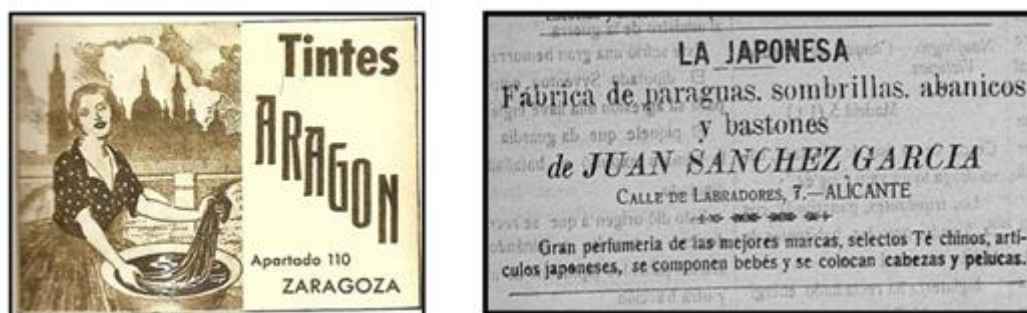 Tintes
ARAGON
Apartado 110
ZARAGOZA
LA JAPONESA
Fábrica de paraguas, sombrillas, abanicos
y bastones
de JUAN SANCHEZ GARCIA
CALLE DE LABRADORES, 7.—ALICANTE
Gran perfumeria de las mejores marcas, selectos Té chinos, artí-
culos japoneses, se componen bebés y se colocan cabezas y pelucas.